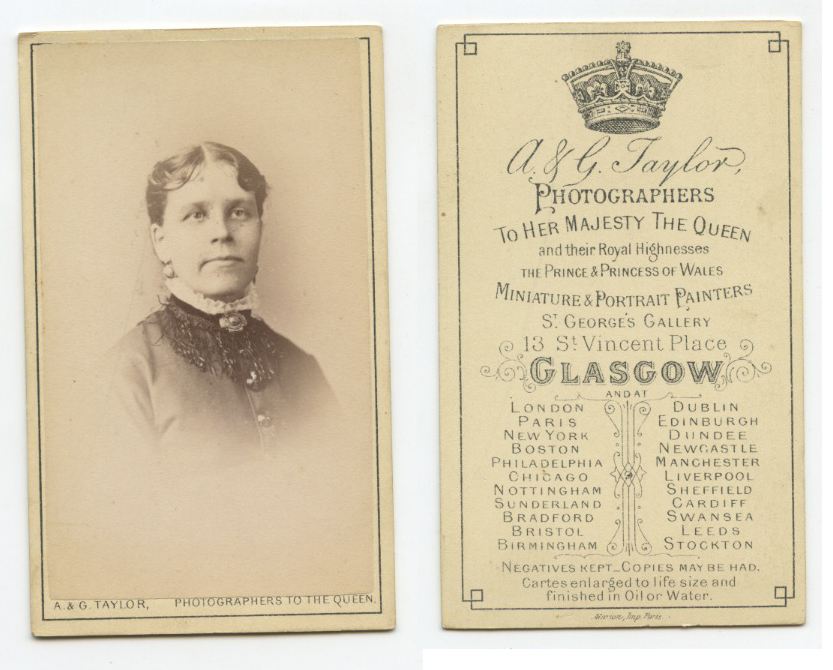 A. & G. TAYLOR, PHOTOGRAPHERS TO THE QUEEN.
A. & G. Taylor,
PHOTOGRAPHERS
TO HER MAJESTY THE QUEEN
and their Royal Highnesses
THE PRINCE & PRINCESS OF WALES
MINIATURE & PORTRAIT PAINTERS
ST GEORGE'S GALLERY
13 St Vincent Place
GLASGOW
AND AT
LONDON
PARIS
NEW YORK
BOSTON
PHILADELPHIA
CHICAGO
NOTTINGHAM
SUNDERLAND
BRADFORD
BRISTOL
BIRMINGHAM
DUBLIN
EDINBURGH
DUNDEE
NEWCASTLE
MANCHESTER
LIVERPOOL
SHEFFIELD
CARDIFF
SWANSEA
LEEDS
STOCKTON
NEGATIVES KEPT_COPIES MAY BE HAD.
Cartes enlarged to life size and
finished in Oil or Water.
Marion, Imp. Paris